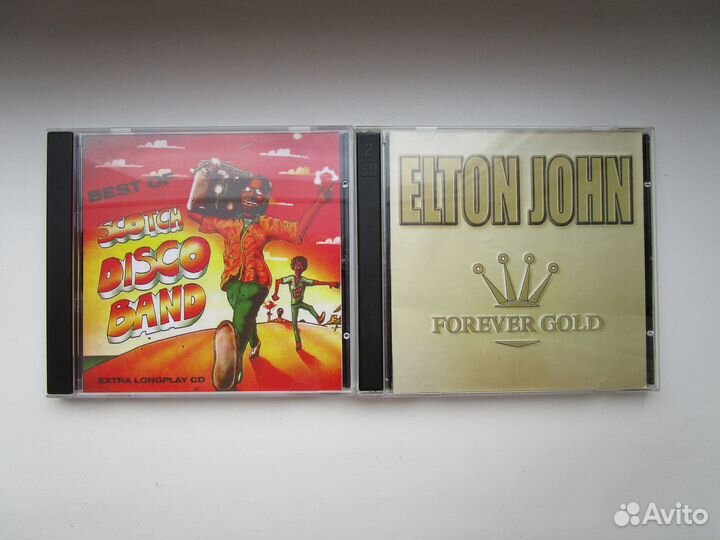 BEST OF
SCOTCH
DISCO
BAND
EXTRA LONGPLAY CD
2
CD
ELTON JOHN
FOREVER GOLD
Avito